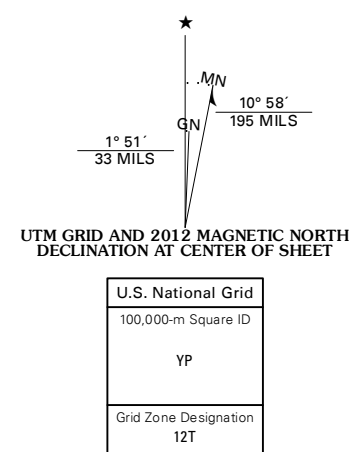 ★
MN
10° 58´
195 MILS
GN
1° 51´
33 MILS
UTM GRID AND 2012 MAGNETIC NORTH
DECLINATION AT CENTER OF SHEET
U.S. National Grid
100,000-m Square ID
YP
Grid Zone Designation
12T